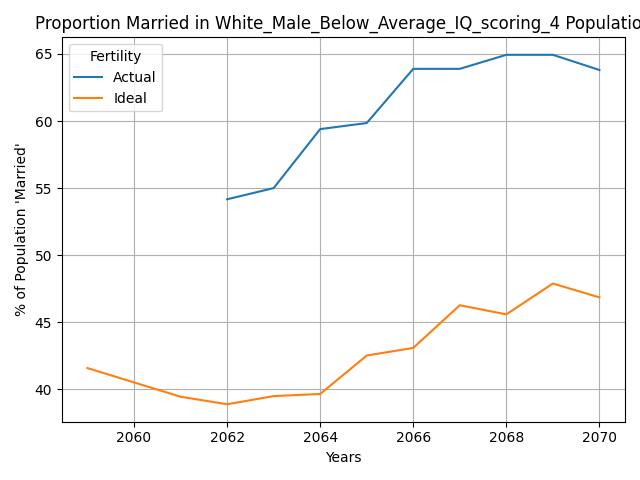 Proportion Married in White_Male_Below_Average_IQ_scoring_4 Populatio
Fertility
Actual
Ideal
65
60
55
50
45
40
% of Population 'Married'
2060 2062 2064 2066 2068 2070
Years